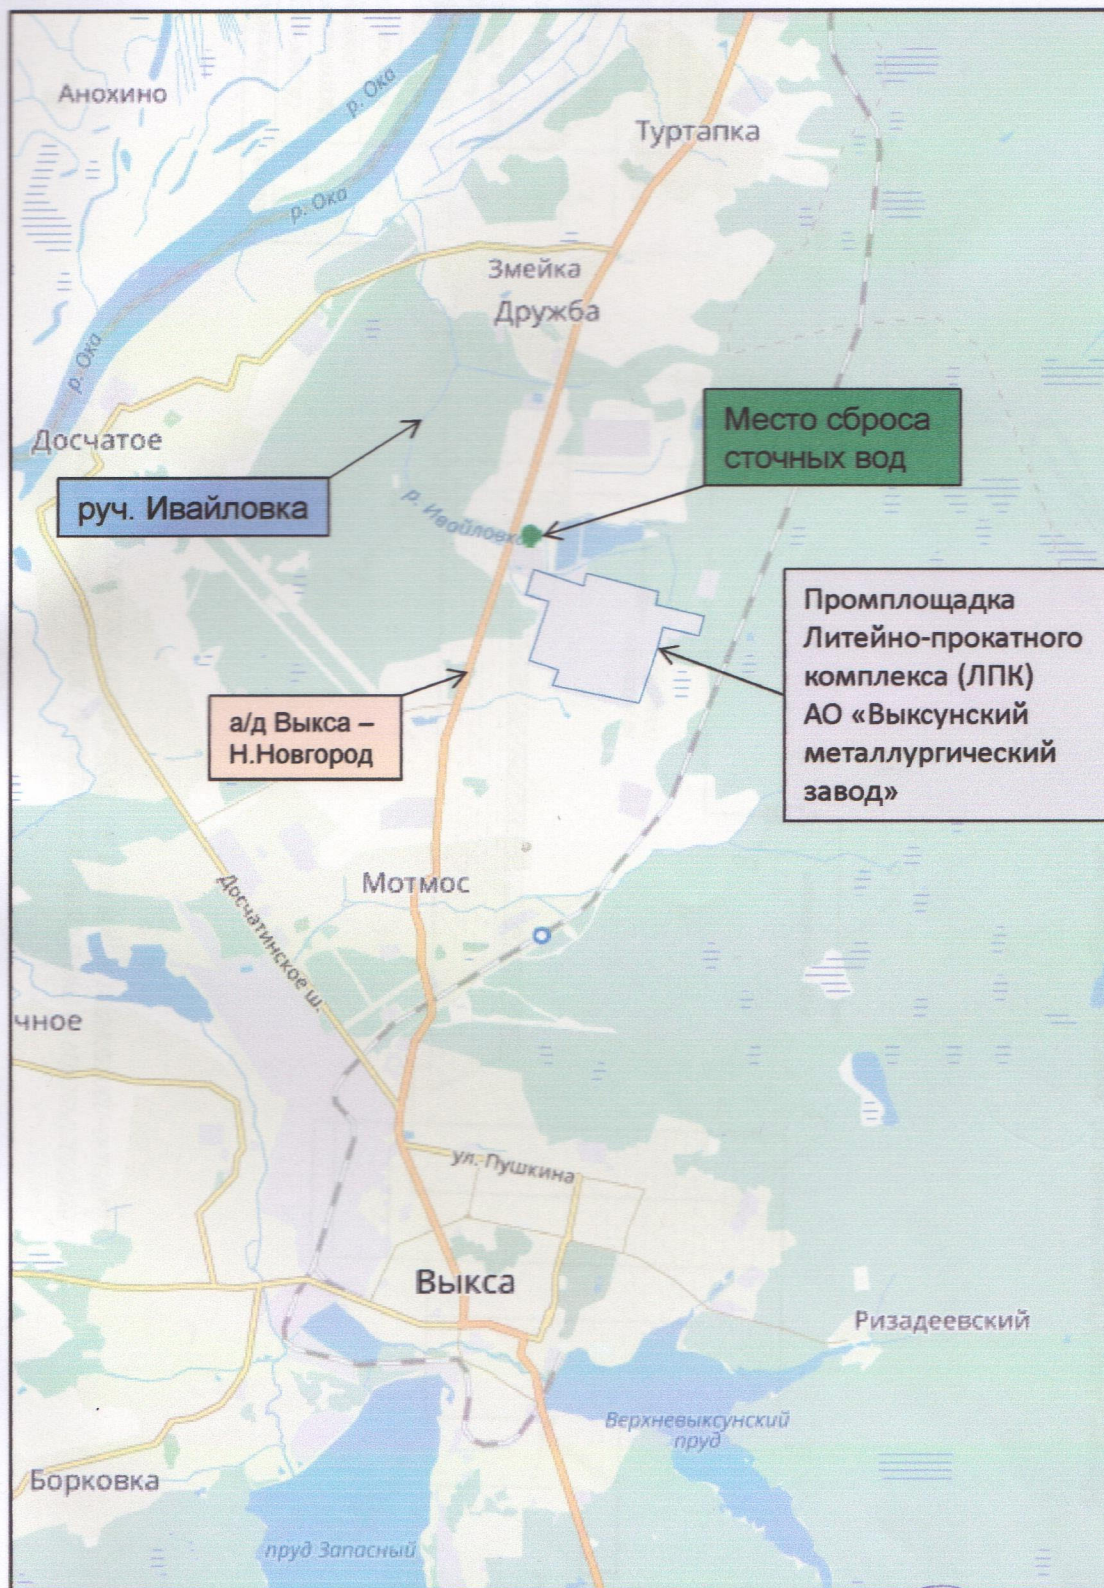 Анохино
р. Ока
Туртапка
р. Ока
Змейка
Дружба
р. Ока
Место сброса
сточных вод
Досчатое
руч. Ивайловка
р. Ивойловка
Промплощадка
Литейно-прокатного
комплекса (ЛПК)
АО «Выксунский
металлургический
завод»
а/д Выкса –
Н.Новгород
Мотмос
Досчатинское ш.
чное
ул. Пушкина
Выкса
Ризадеевский
Верхневыксунский
пруд
Борковка
пруд Запасный